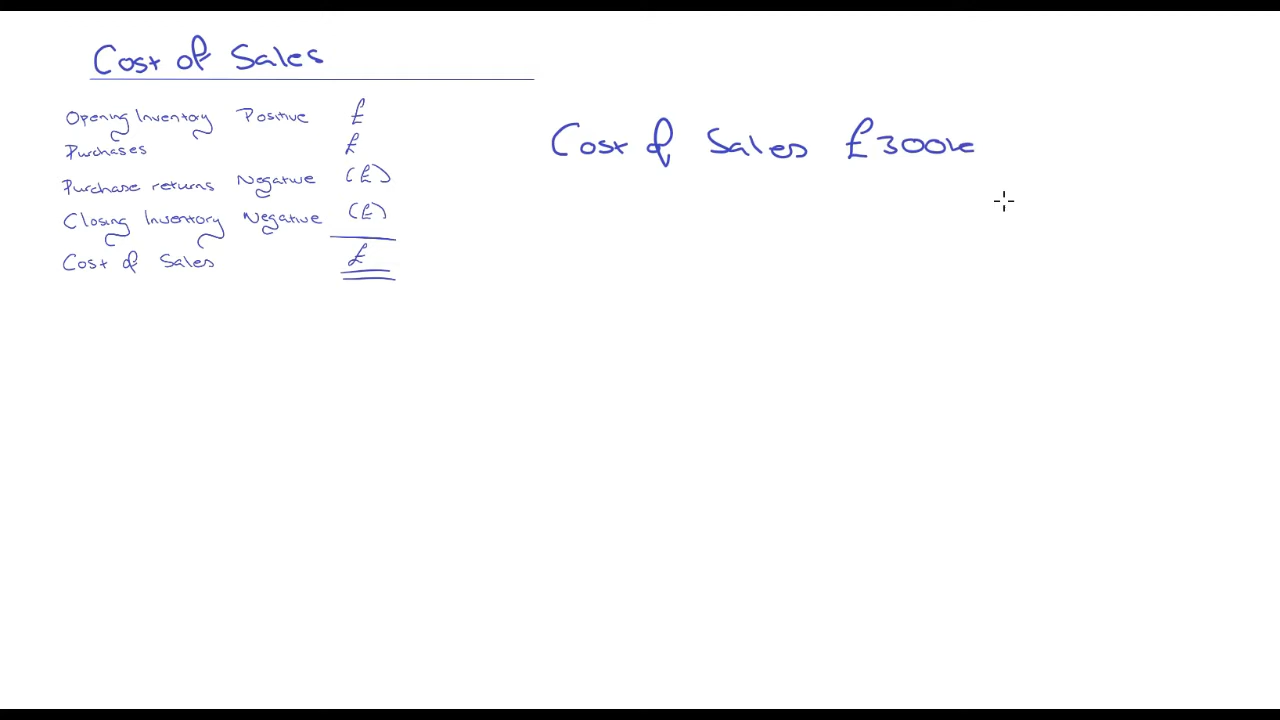 Cost of Sales
Opening Inventory Positive £
Purchases £
Purchase returns Negative (£)
Closing Inventory Negative (£)
Cost of Sales £
Cost of Sales £300k